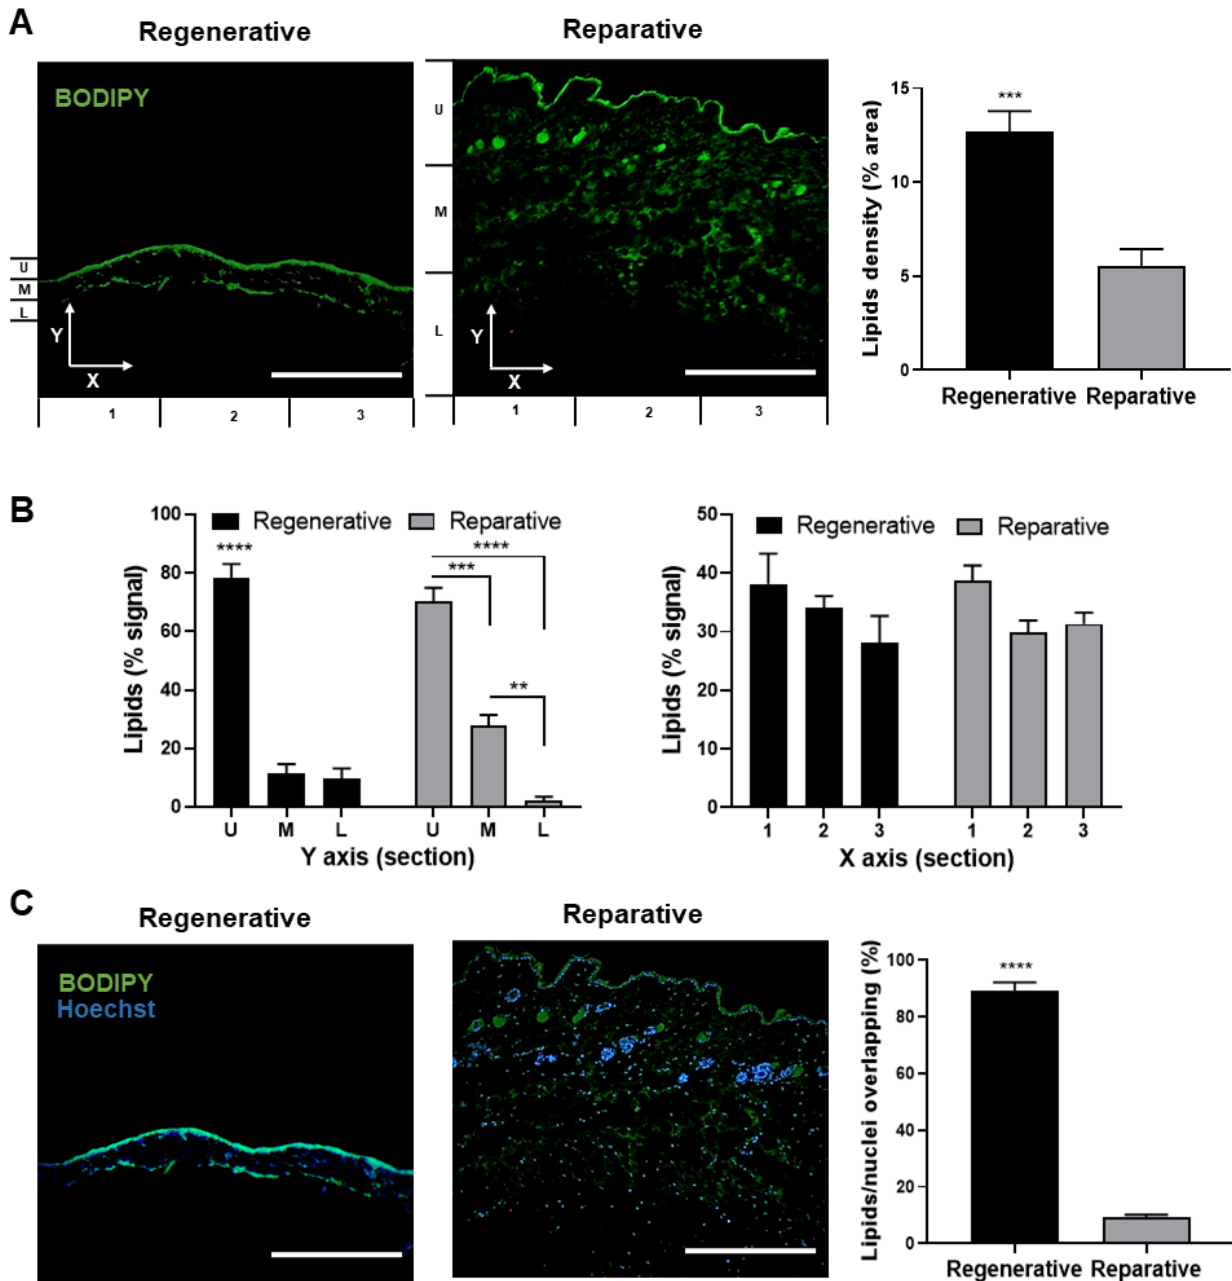 A
Regenerative
Reparative
BODIPY
U
M
L
Y
X
1 2 3
U
M
L
Y
X
1 2 3
Lipids density (% area)
15
10
5
0
***
Regenerative Reparative
B
Lipids (% signal)
100
80
60
40
20
0
Regenerative Reparative
****
****
***
**
U M L U M L
Y axis (section)
Lipids (% signal)
50
40
30
20
10
0
Regenerative Reparative
1 2 3 1 2 3
X axis (section)
C
Regenerative
Reparative
BODIPY
Hoechst
Lipids/nuclei overlapping (%)
100
80
60
40
20
0
****
Regenerative Reparative